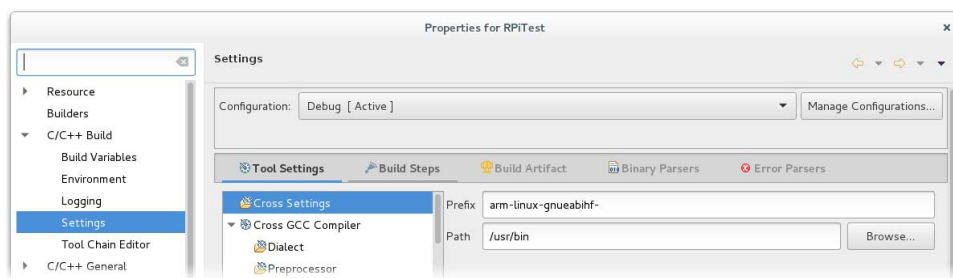 Properties for RPiTest
Resource
Builders
C/C++ Build
Build Variables
Environment
Logging
Settings
Tool Chain Editor
C/C++ General
Settings
Configuration: Debug [ Active ] Manage Configurations...
Tool Settings Build Steps Build Artifact Binary Parsers Error Parsers
Cross Settings
Cross GCC Compiler
Dialect
Preprocessor
Prefix arm-linux-gnueabihf-
Path /usr/bin Browse...